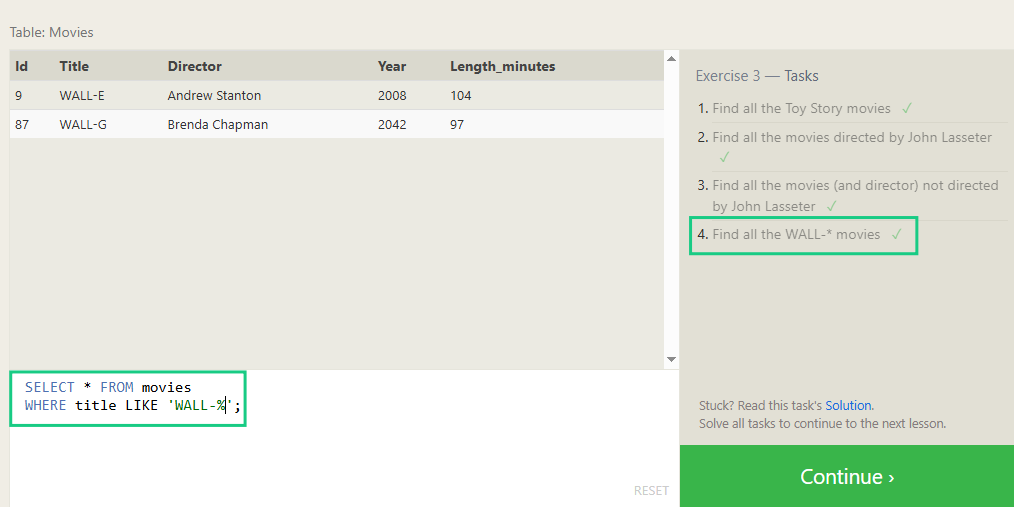 Table: Movies
Id Title Director Year Length_minutes
9 WALL-E Andrew Stanton 2008 104
87 WALL-G Brenda Chapman 2042 97
SELECT * FROM movies
WHERE title LIKE 'WALL-%';
RESET
Exercise 3 — Tasks
1. Find all the Toy Story movies ✓
2. Find all the movies directed by John Lasseter
✓
3. Find all the movies (and director) not directed
by John Lasseter ✓
4. Find all the WALL-* movies ✓
Stuck? Read this task's Solution.
Solve all tasks to continue to the next lesson.
Continue ›